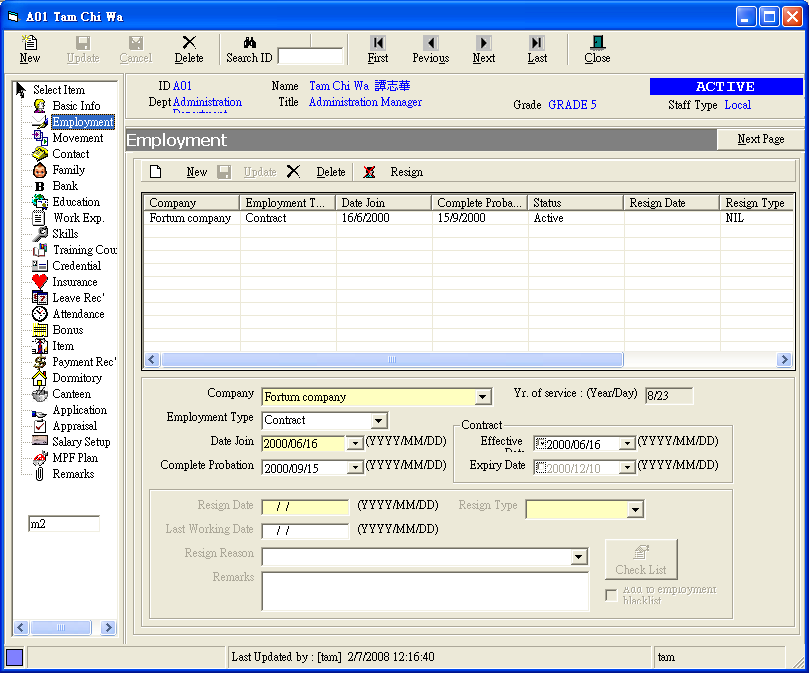 A01 Tam Chi Wa
New Update Cancel Delete Search ID First Pevious Next Last Close
Select Item
Basic Info
Employment
Movement
Contact
Family
Bank
Education
Work Exp.
Skills
Training Cou
Credential
Insurance
Leave Rec'
Attendance
Bonus
Item
Payment Rec'
Dormitory
Canteen
Application
Appraisal
Salary Setup
MPF Plan
Remarks
m2
ID A01 Name Tam Chi Wa 譚志華 ACTIVE
Dept Administration Department Title Administration Manager Grade GRADE 5 Staff Type Local
Employment Next Page
New Update Delete Resign
Company Employment T... Date Join Complete Proba... Status Resign Date Resign Type
Fortum company Contract 16/6/2000 15/9/2000 Active NIL
Company Fortum company Yr. of service : (Year/Day) 8/23
Employment Type Contract
Contract
Date Join 2000/06/16 (YYYY/MM/DD) Effective Date 2000/06/16 (YYYY/MM/DD)
Complete Probation 2000/09/15 (YYYY/MM/DD) Expiry Date 2000/12/10 (YYYY/MM/DD)
Resign Date / / (YYYY/MM/DD) Resign Type
Last Working Date / / (YYYY/MM/DD)
Resign Reason
Check List
Remarks
Add to employment
blacklist
Last Updated by : [tam] 2/7/2008 12:16:40 tam